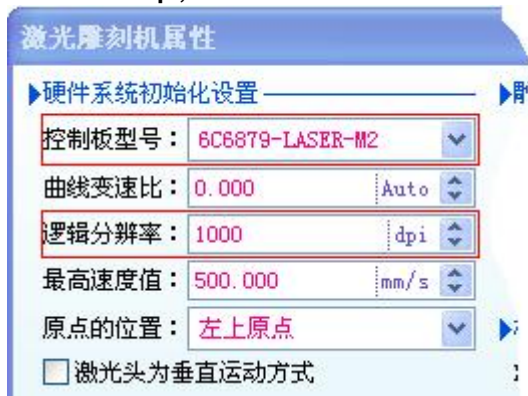 激光雕刻机属性
硬件系统初始化设置
控制板型号： 6C6879-LASER-M2
曲线变速比： 0.000 Auto
逻辑分辨率： 1000 dpi
最高速度值： 500.000 mm/s
原点的位置： 左上原点
激光头为垂直运动方式